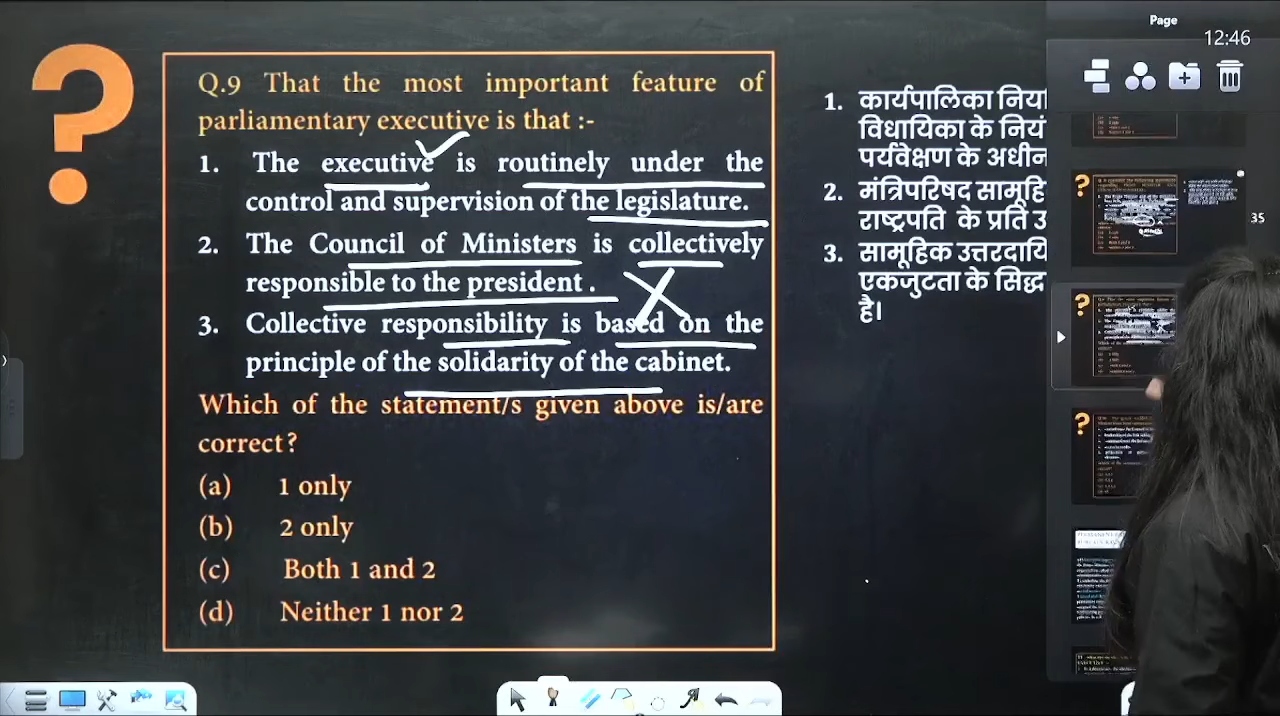 Page
12:46
Q.9 That the most important feature of
parliamentary executive is that :-
1. The executive is routinely under the
control and supervision of the legislature.
2. The Council of Ministers is collectively
responsible to the president .
3. Collective responsibility is based on the
principle of the solidarity of the cabinet.
Which of the statement/s given above is/are
correct?
(a) 1 only
(b) 2 only
(c) Both 1 and 2
(d) Neither 1 nor 2
1. कार्यपालिका
विधायिका के
पर्यवेक्षण के अधीन
2. मंत्रिपरिषद
राष्ट्रपति के प्रति
3. सामूहिक
एकजुटता के
है।
35